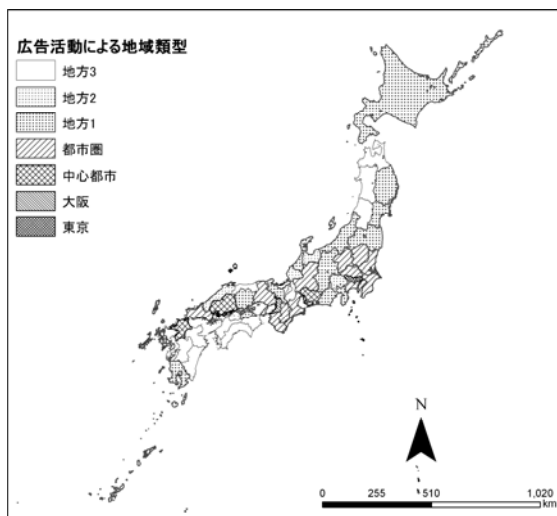 広告活動による地域類型
地方3
地方2
地方1
都市圏
中心都市
大阪
東京
N
0 255 510 1,020
km